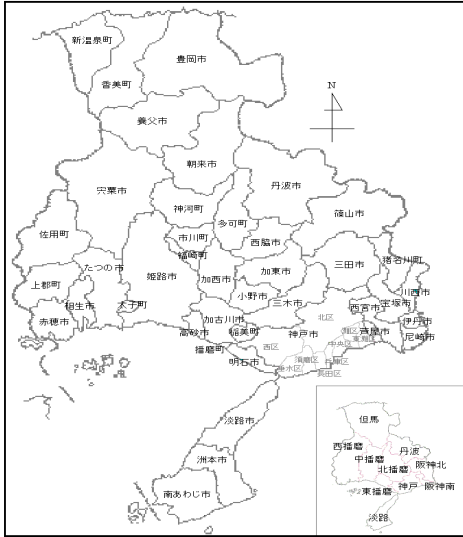 新温泉町
豊岡市
香美町
N
養父市
朝来市
宍粟市
丹波市
神河町
篠山市
多可町
佐用町
市川町
西脇市
福崎町
猪名川町
たつの市
三田市
加東市
姫路市
加西市
上郡町
川西市
小野市
宝塚市
相生市
太子町
三木市
西宮市
赤穂市
加古川市
北区
伊丹市
高砂市
稲美町
神戸市
灘区
芦屋市
尼崎市
東灘区
中央区
播磨町
西区
明石市
須磨区
兵庫区
垂水区
長田区
淡路市
洲本市
南あわじ市
但馬
西播磨
中播磨
丹波
北播磨
阪神北
東播磨
神戸
阪神南
淡路